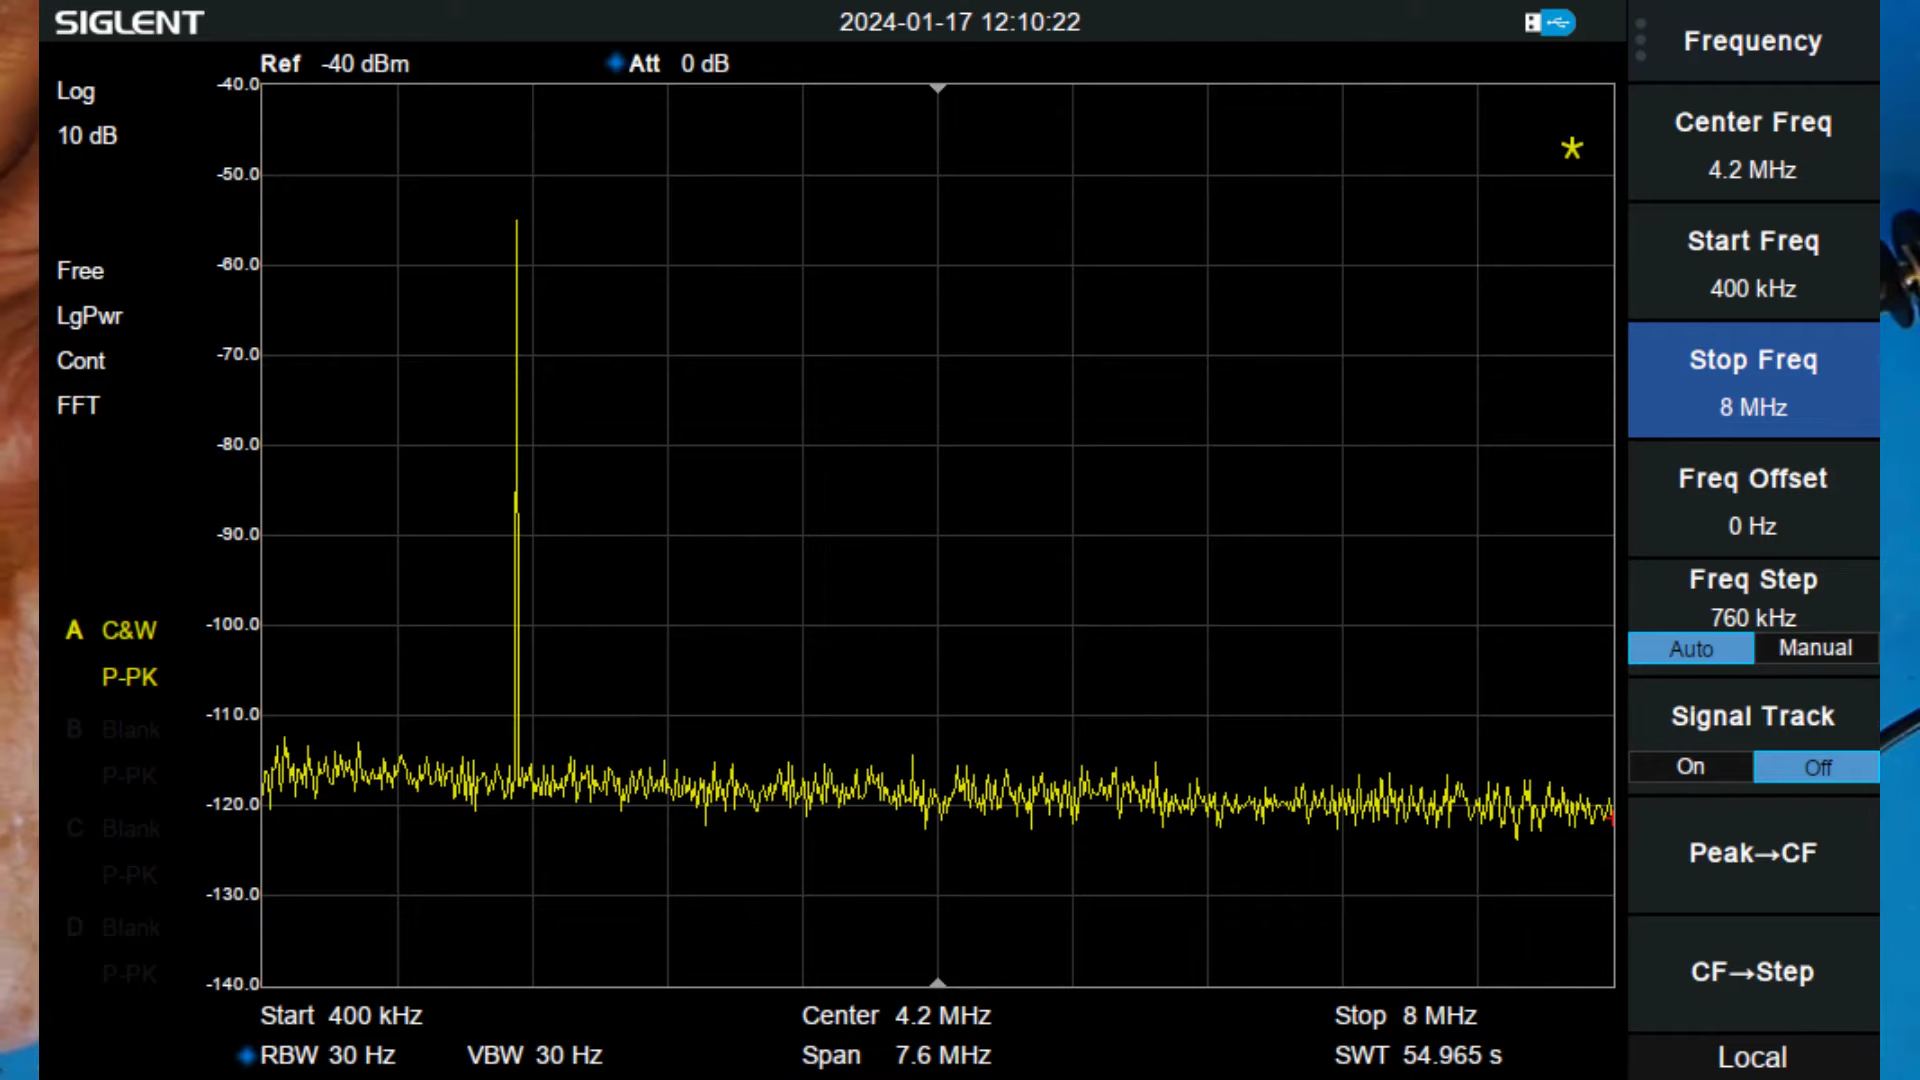 SIGLENT
2024-01-17 12:10:22
Frequency
Ref -40 dBm
Att 0 dB
Log
10 dB
Free
LgPwr
Cont
FFT
A C&W
P-PK
B Blank
P-PK
C Blank
P-PK
D Blank
P-PK
-40.0
-50.0
-60.0
-70.0
-80.0
-90.0
-100.0
-110.0
-120.0
-130.0
-140.0
*
Start 400 kHz
Center 4.2 MHz
Stop 8 MHz
RBW 30 Hz
VBW 30 Hz
Span 7.6 MHz
SWT 54.965 s
Center Freq
4.2 MHz
Start Freq
400 kHz
Stop Freq
8 MHz
Freq Offset
0 Hz
Freq Step
760 kHz
Auto Manual
Signal Track
On Off
Peak→CF
CF→Step
Local